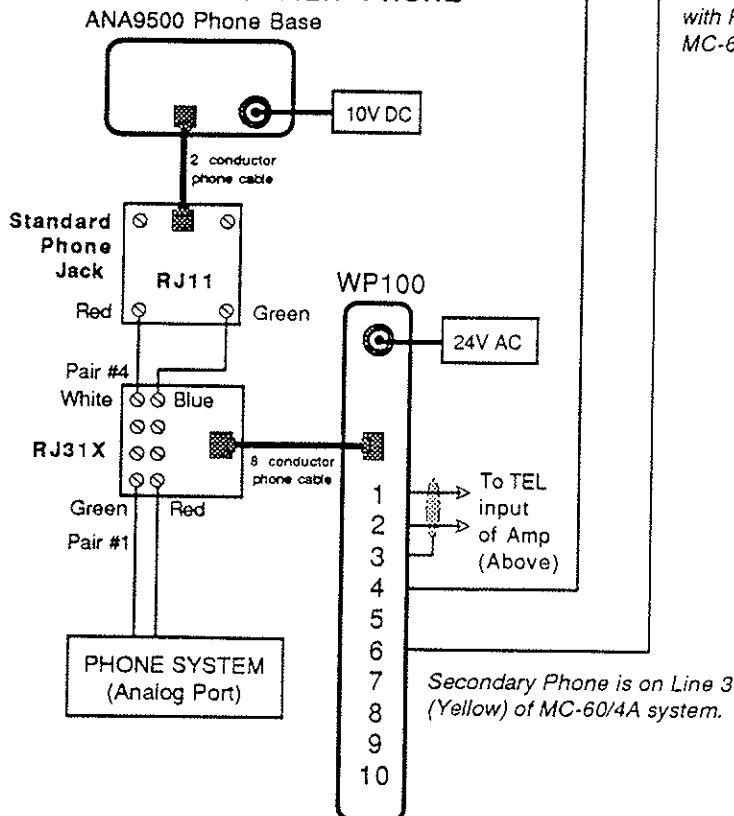 ANA9500 Phone Base
with
MC-6
10V DC
2 conductor
phone cable
Standard
Phone
Jack
RJ11
Red
Green
WP100
24V AC
Pair #4
White
Blue
RJ31X
8 conductor
phone cable
Green
Red
Pair #1
1
2
3
4
5
6
7
8
9
10
To TEL
input
of Amp
(Above)
PHONE SYSTEM
(Analog Port)
Secondary Phone is on Line 3
(Yellow) of MC-60/4A system.